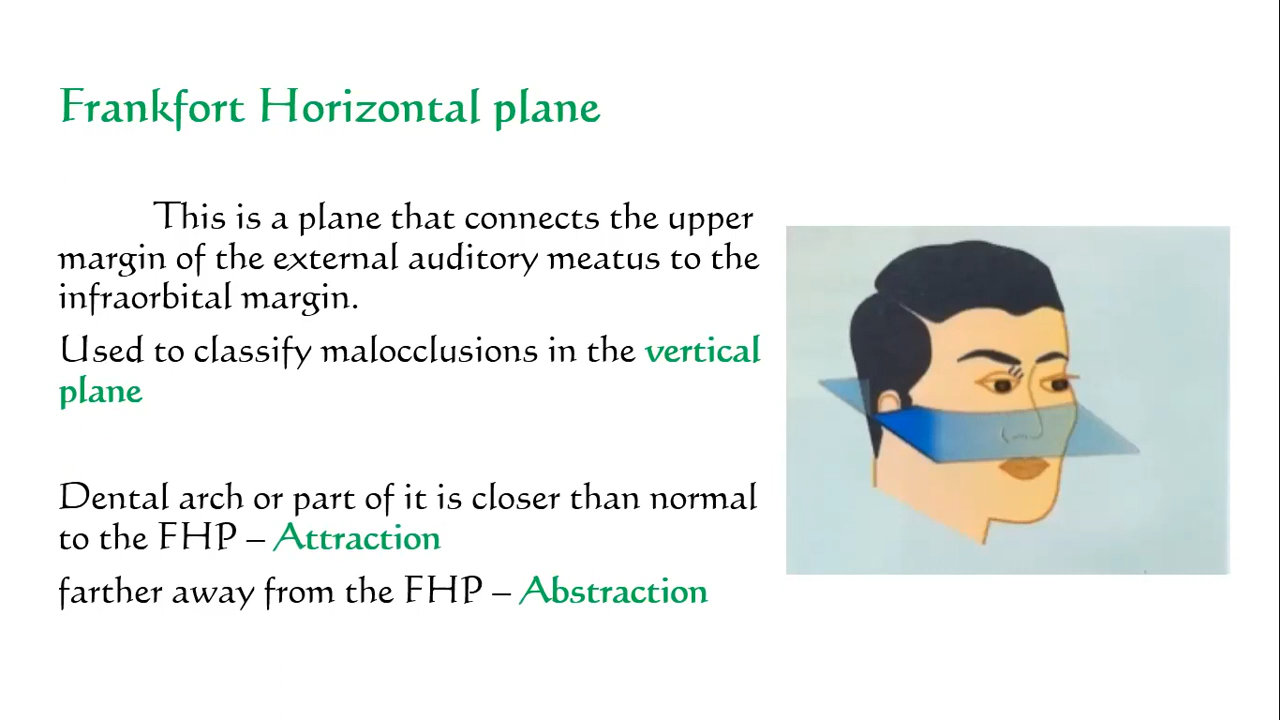 Frankfort Horizontal plane
This is a plane that connects the upper
margin of the external auditory meatus to the
infraorbital margin.
Used to classify malocclusions in the vertical
plane
Dental arch or part of it is closer than normal
to the FHP – Attraction
farther away from the FHP – Abstraction